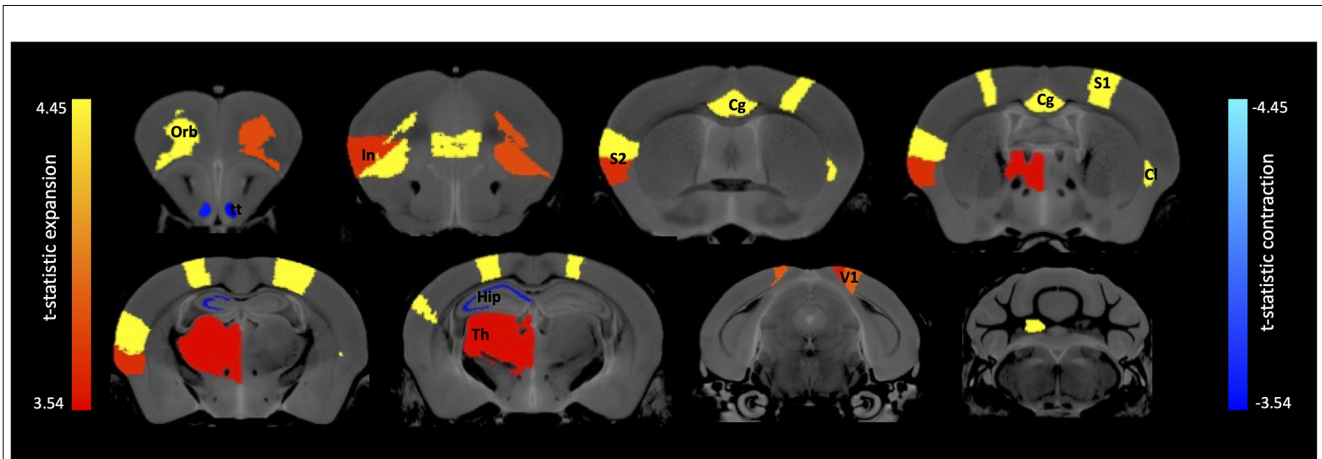 4.45
t-statistic expansion
3.54
Orb
tt
In
Cg
S2
Cg
S1
Cl
Hip
Th
V1
-4.45
t-statistic contraction
-3.54